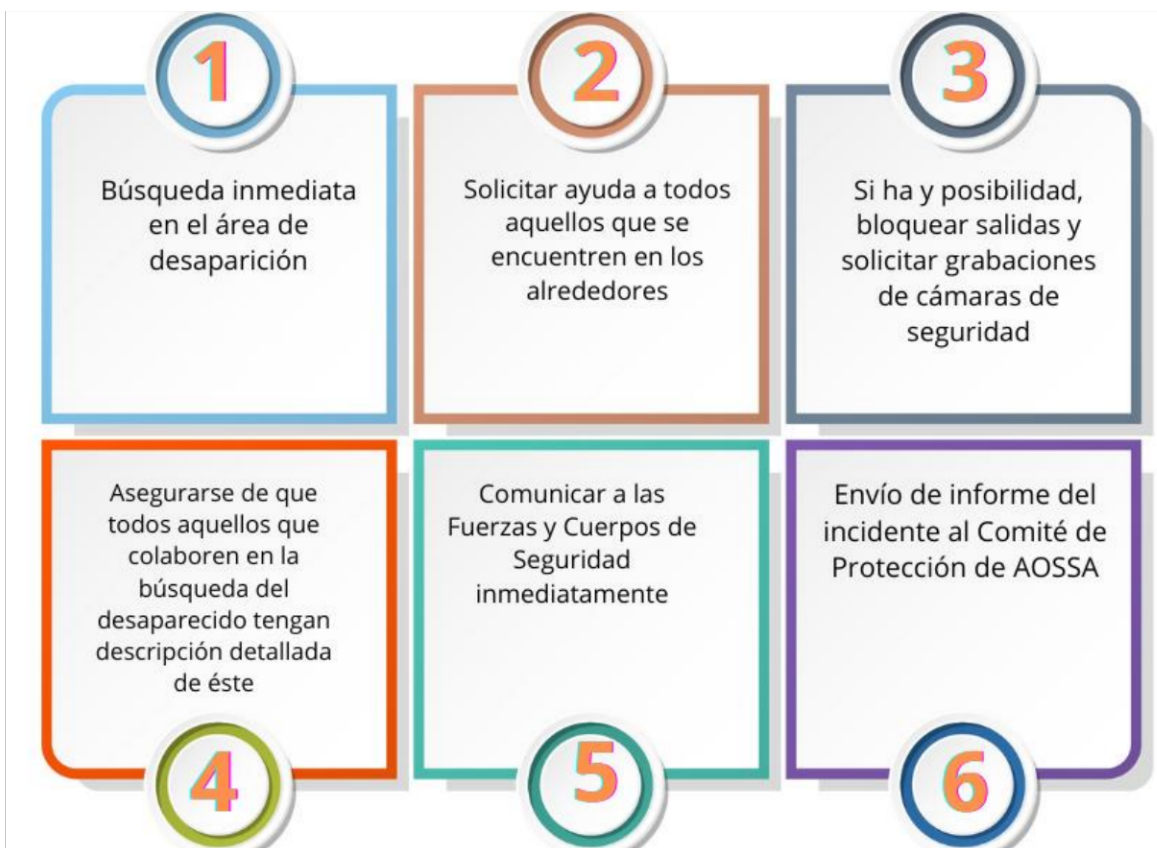 1
Búsqueda inmediata
en el área de
desaparición
2
Solicitar ayuda a todos
aquellos que se
encuentren en los
alrededores
3
Si ha y posibilidad,
bloquear salidas y
solicitar grabaciones
de cámaras de
seguridad
4
Asegurarse de que
todos aquellos que
colaboren en la
búsqueda del
desaparecido tengan
descripción detallada
de éste
5
Comunicar a las
Fuerzas y Cuerpos de
Seguridad
inmediatamente
6
Envío de informe del
incidente al Comité de
Protección de AOSSA